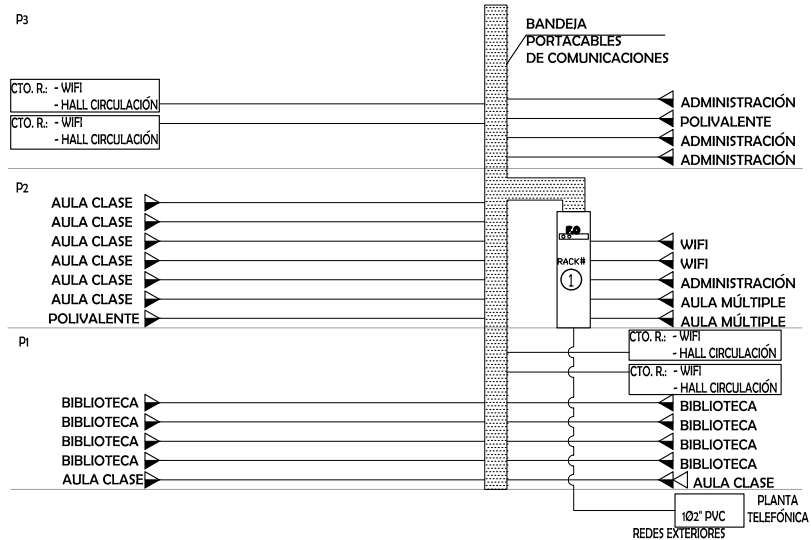 P3
BANDEJA
PORTACABLES
DE COMUNICACIONES
CTO. R.: - WIFI
- HALL CIRCULACIÓN
CTO. R.: - WIFI
- HALL CIRCULACIÓN
ADMINISTRACIÓN
POLIVALENTE
ADMINISTRACIÓN
ADMINISTRACIÓN
P2
AULA CLASE
AULA CLASE
AULA CLASE
AULA CLASE
AULA CLASE
AULA CLASE
POLIVALENTE
F.O
RACK#
1
WIFI
WIFI
ADMINISTRACIÓN
AULA MÚLTIPLE
AULA MÚLTIPLE
P1
CTO. R.: - WIFI
- HALL CIRCULACIÓN
CTO. R.: - WIFI
- HALL CIRCULACIÓN
BIBLIOTECA
BIBLIOTECA
BIBLIOTECA
BIBLIOTECA
AULA CLASE
BIBLIOTECA
BIBLIOTECA
BIBLIOTECA
BIBLIOTECA
AULA CLASE
1Ø2" PVC
PLANTA
TELEFÓNICA
REDES EXTERIORES